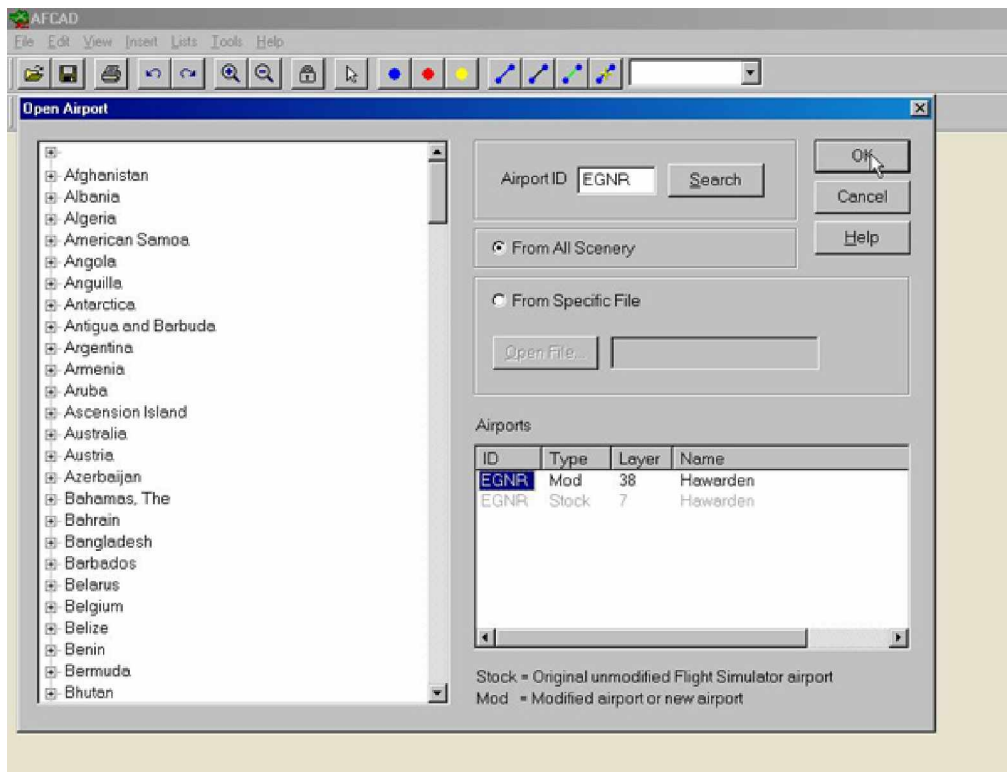 AFCAD
File Edit View Insert Lists Tools Help
Open Airport
Afghanistan
Albania
Algeria
American Samoa
Angola
Anguilla
Antarctica
Antigua and Barbuda
Argentina
Armenia
Aruba
Ascension Island
Australia
Austria
Azerbaijan
Bahamas, The
Bahrain
Bangladesh
Barbados
Belarus
Belgium
Belize
Benin
Bermuda
Bhutan
Airport ID EGNR Search
From All Scenery
From Specific File
Open File...
OK
Cancel
Help
Airports
ID Type Layer Name
EGNR Mod 38 Hawarden
EGNR Stock 7 Hawarden
Stock = Original unmodified Flight Simulator airport
Mod = Modified airport or new airport